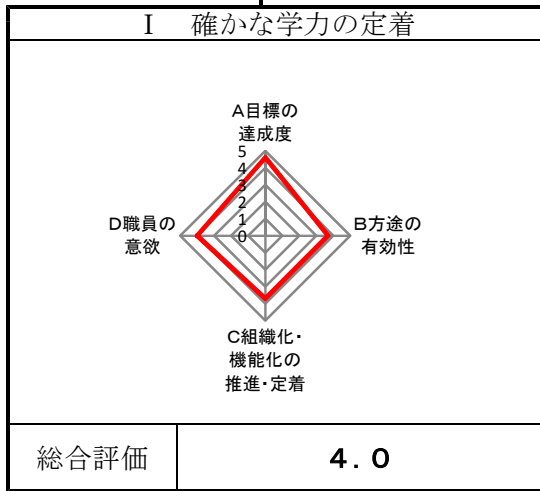 Ⅰ 確かな学力の定着
A目標の
達成度
5
4
3
2
1
0
D職員の
意欲
B方途の
有効性
C組織化・
機能化の
推進・定着
総合評価 4.0